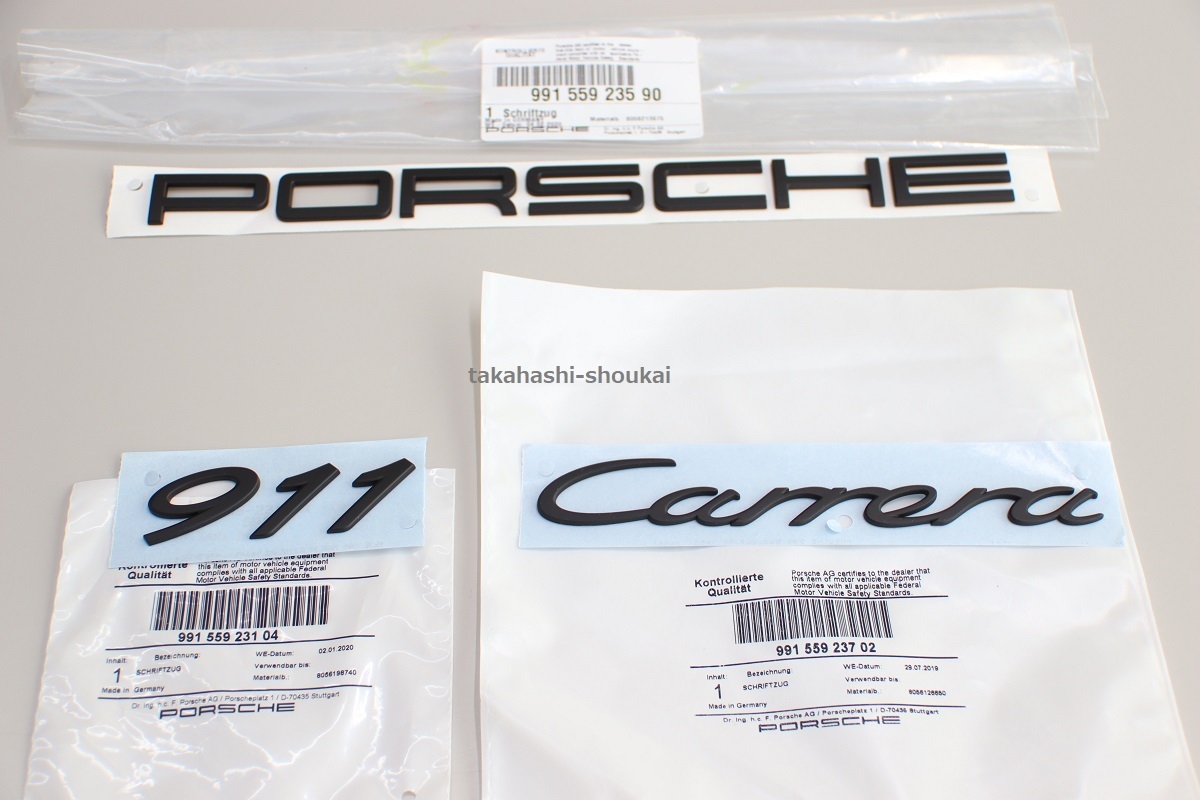 991 559 235 90
1 Schriftzug
PORSCHE
PORSCHE
takahashi-shoukai
911
Carrera
Kontrollierte
Qualität
to the dealer that
this item of motor vehicle equipment
complies with all applicable Federal
Motor Vehicle Safety Standards.
991 559 231 04
Inhalt: Bezeichnung: WE-Datum: 02.01.2020
1 SCHRIFTZUG Verwendbar bis:
Materialb.: 8056198740
Made in Germany
Dr. Ing. h.c. F. Porsche AG / Porscheplatz 1 / D-70435 Stuttgart
PORSCHE
Kontrollierte
Qualität
Porsche AG certifies to the dealer that
this item of motor vehicle equipment
complies with all applicable Federal
Motor Vehicle Safety Standards.
991 559 237 02
Inhalt: Bezeichnung: WE-Datum: 29.07.2019
1 SCHRIFTZUG Verwendbar bis:
Materialb.:
Made in Germany
Dr. Ing. h.c. F. Porsche AG / Porscheplatz 1 / D-70435 Stuttgart
PORSCHE